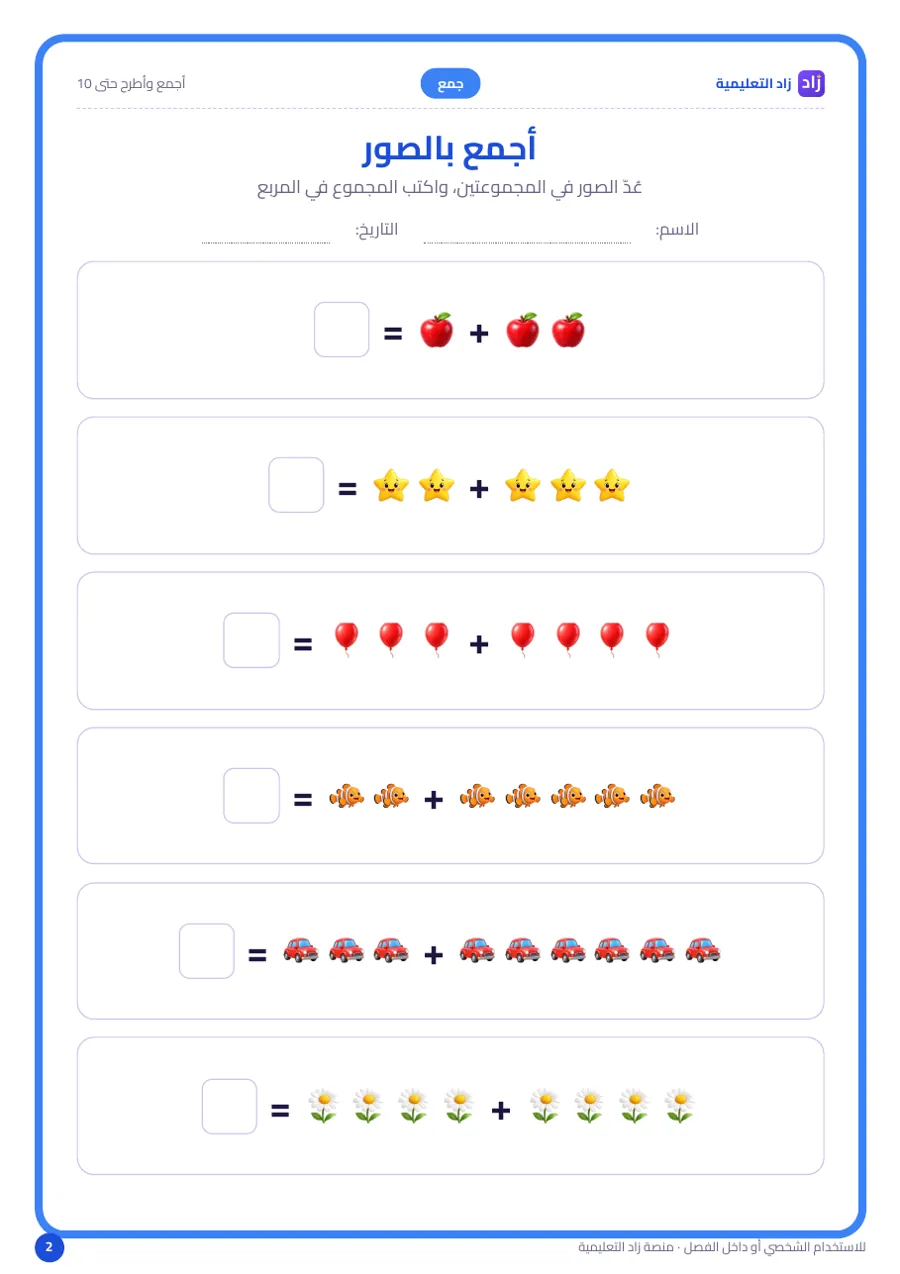 زاد زاد التعليمية
جمع
أجمع وأطرح حتى 10
أجمع بالصور
عُدّ الصور في المجموعتين، واكتب المجموع في المربع
الاسم: التاريخ:
+ =
+ =
+ =
+ =
+ =
+ =
للاستخدام الشخصي أو داخل الفصل · منصة زاد التعليمية
2